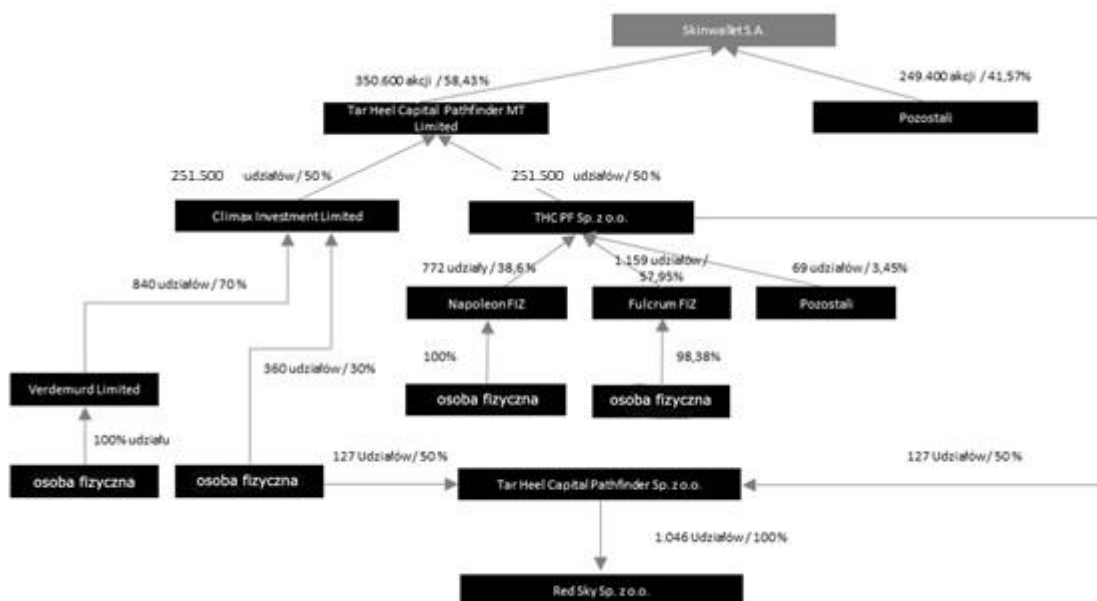 Skinwallet S.A.
350.600 akcji / 58,43%
249.400 akcji / 41,57%
Tar Heel Capital Pathfinder MT
Limited
Pozostali
251.500 udziałów / 50 %
251.500 udziałów / 50 %
Climax Investment Limited
THC PF Sp. z o.o.
772 udziały / 38,6%
1.159 udziałów /
57,95%
69 udziałów / 3,45%
840 udziałów / 70 %
Napoleon FIZ
Fulcrum FIZ
Pozostali
100%
98,38%
360 udziałów / 30%
Verdemurd Limited
osoba fizyczna
osoba fizyczna
100% udziału
127 Udziałów / 50 %
127 Udziałów / 50 %
osoba fizyczna
osoba fizyczna
Tar Heel Capital Pathfinder Sp. z o.o.
1.046 Udziałów / 100%
Red Sky Sp. z o.o.